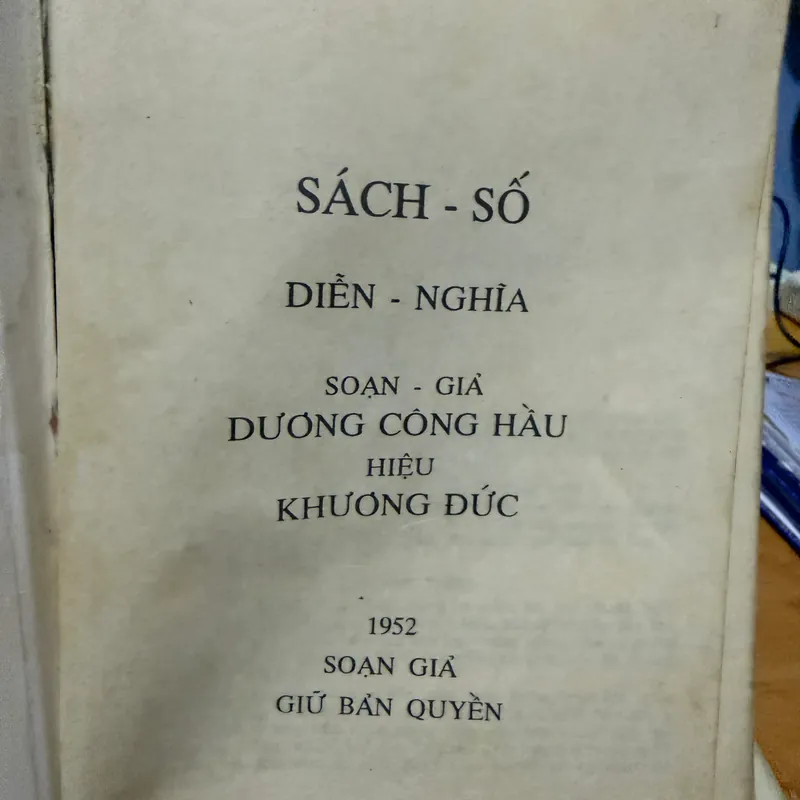 SÁCH - SỐ
DIỄN - NGHĨA
SOẠN - GIẢ
DƯƠNG CÔNG HẦU
HIỆU
KHƯƠNG ĐỨC
1952
SOẠN GIẢ
GIỮ BẢN QUYỀN